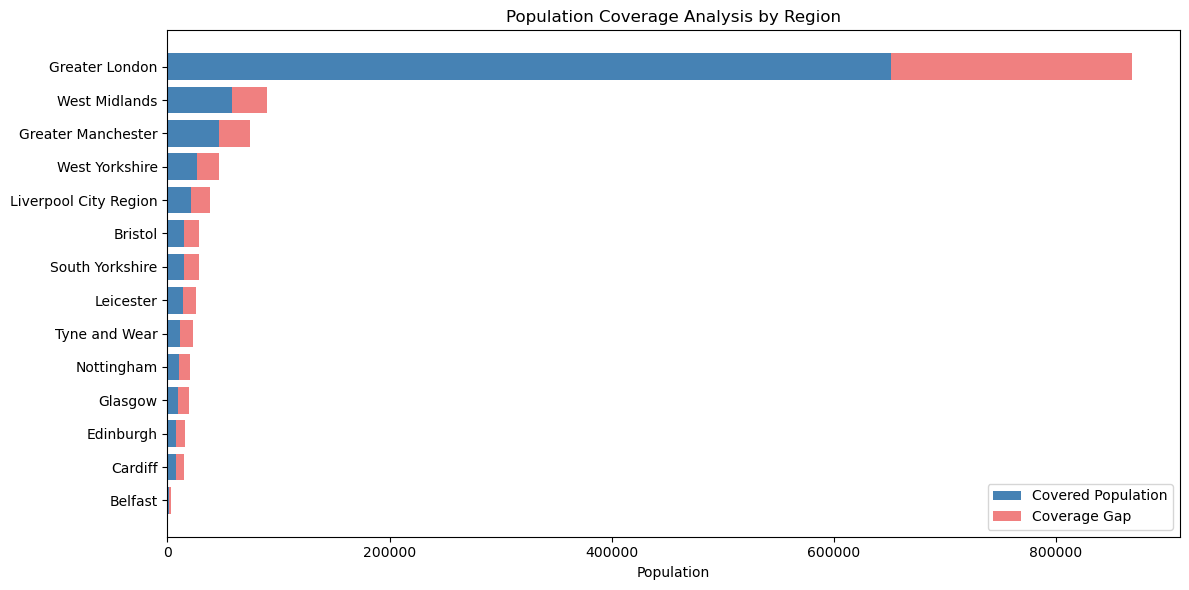 Population Coverage Analysis by Region
Greater London
West Midlands
Greater Manchester
West Yorkshire
Liverpool City Region
Bristol
South Yorkshire
Leicester
Tyne and Wear
Nottingham
Glasgow
Edinburgh
Cardiff
Belfast
Covered Population
Coverage Gap
0 200000 400000 600000 800000
Population